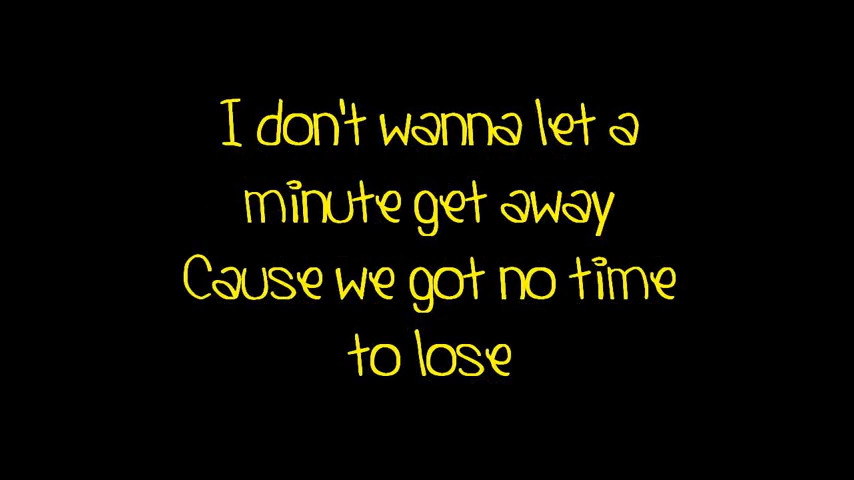 I don't wanna let a
minute get away
Cause we got no time
to lose